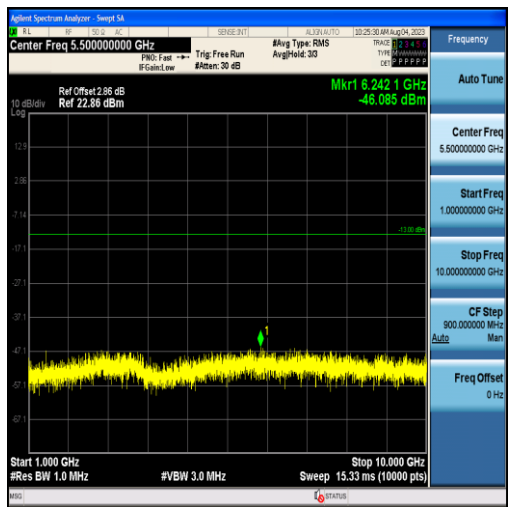 Agilent Spectrum Analyzer - Swept SA
RL RF 50 Ω AC SENSE:INT ALIGN AUTO 10:25:30 AM Aug 04, 2023
Center Freq 5.500000000 GHz
PNO: Fast
IFGain:Low
Trig: Free Run
#Atten: 30 dB
#Avg Type: RMS
Avg|Hold: 3/3
TRACE 1 2 3 4 5 6
TYPE
DET P P P P P P
Frequency
Auto Tune
Center Freq
5.500000000 GHz
Start Freq
1.000000000 GHz
Stop Freq
10.000000000 GHz
CF Step
900.000000 MHz
Auto Man
Freq Offset
0 Hz
Mkr1 6.242 1 GHz
-46.085 dBm
Ref Offset 2.86 dB
Ref 22.86 dBm
10 dB/div
Log
12.9
2.86
-7.14
-13.00 dBm
-17.1
-27.1
-37.1
1
-47.1
-57.1
-67.1
Start 1.000 GHz
Stop 10.000 GHz
#Res BW 1.0 MHz
#VBW 3.0 MHz
Sweep 15.33 ms (10000 pts)
MSG
STATUS